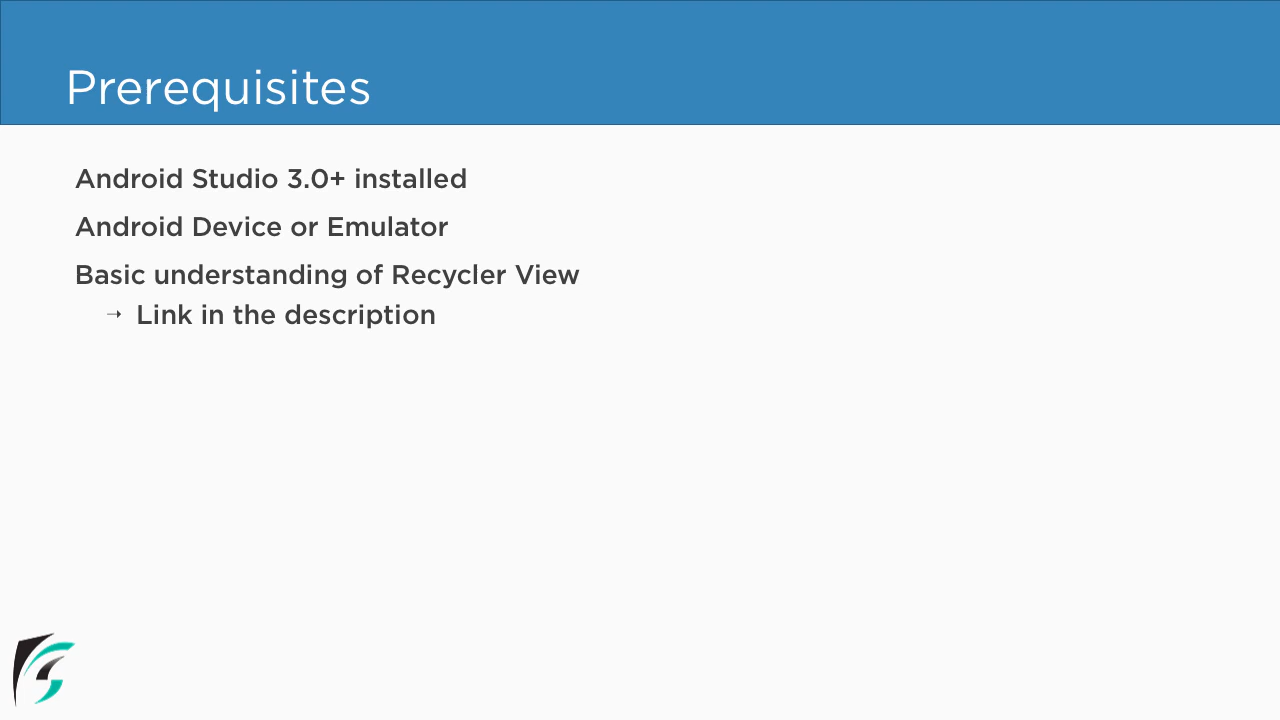 Prerequisites
Android Studio 3.0+ installed
Android Device or Emulator
Basic understanding of Recycler View
➝ Link in the description